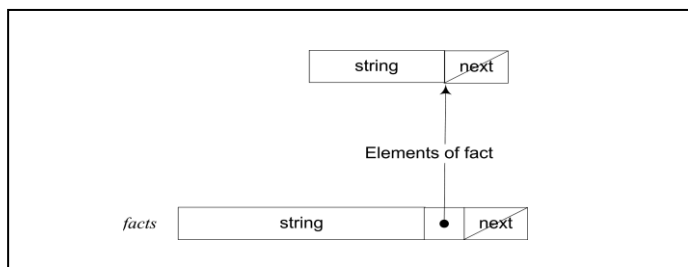 string next
Elements of fact
facts string next